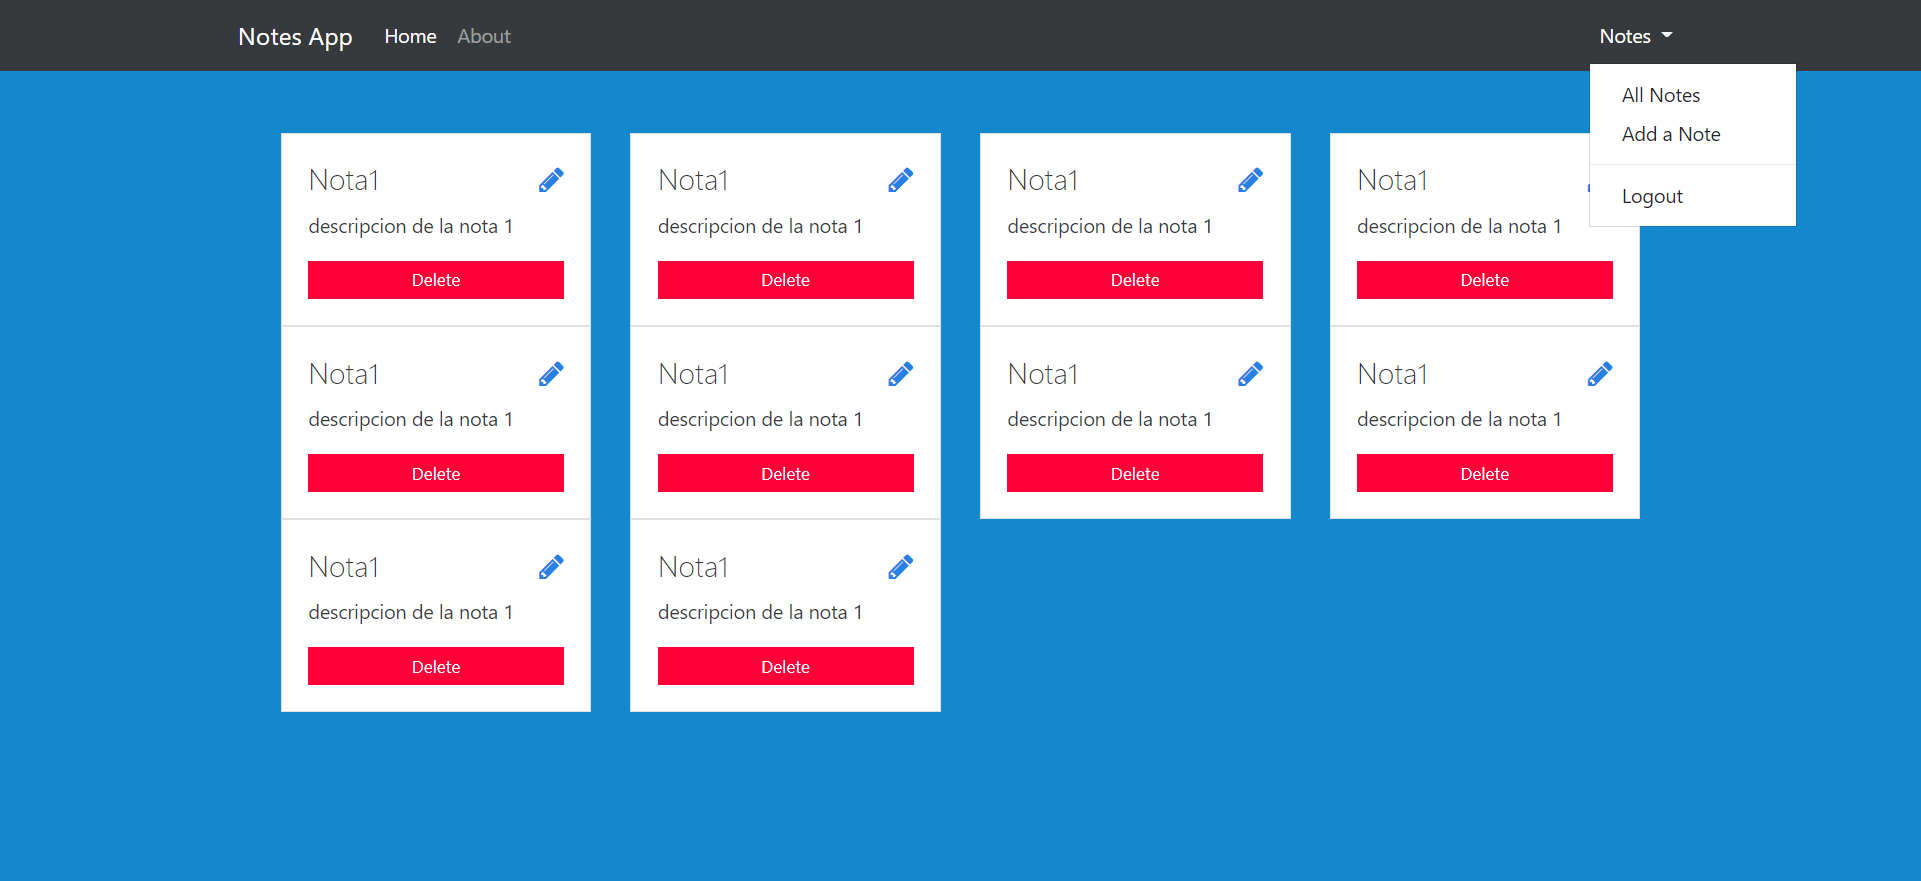 Notes App Home About Notes
All Notes
Add a Note
Logout
Nota1 Nota1 Nota1 Nota1
descripcion de la nota 1 descripcion de la nota 1 descripcion de la nota 1 descripcion de la nota 1
Delete Delete Delete Delete
Nota1 Nota1 Nota1 Nota1
descripcion de la nota 1 descripcion de la nota 1 descripcion de la nota 1 descripcion de la nota 1
Delete Delete Delete Delete
Nota1 Nota1
descripcion de la nota 1 descripcion de la nota 1
Delete Delete